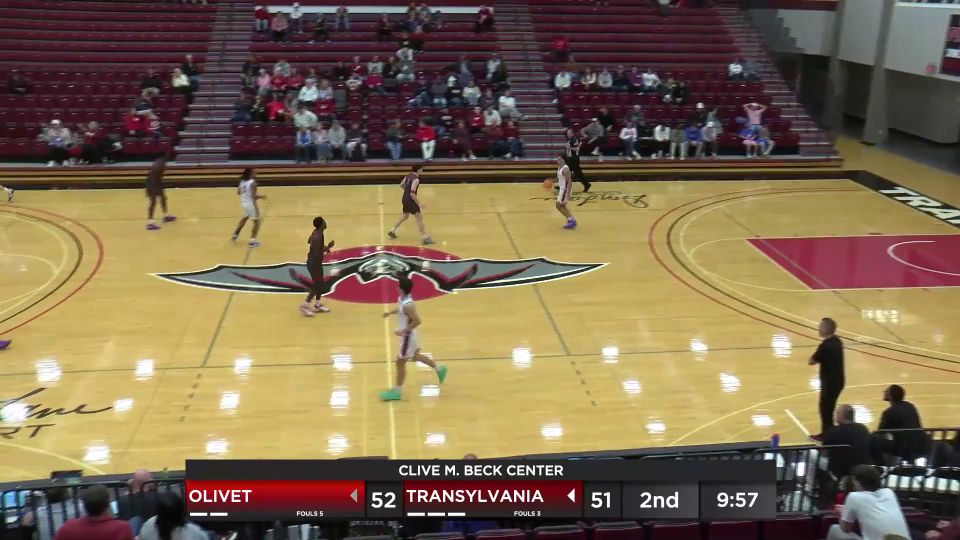 TRA
CLIVE M. BECK CENTER
OLIVET
FOULS 5
52
TRANSYLVANIA
FOULS 3
51
2nd
9:57